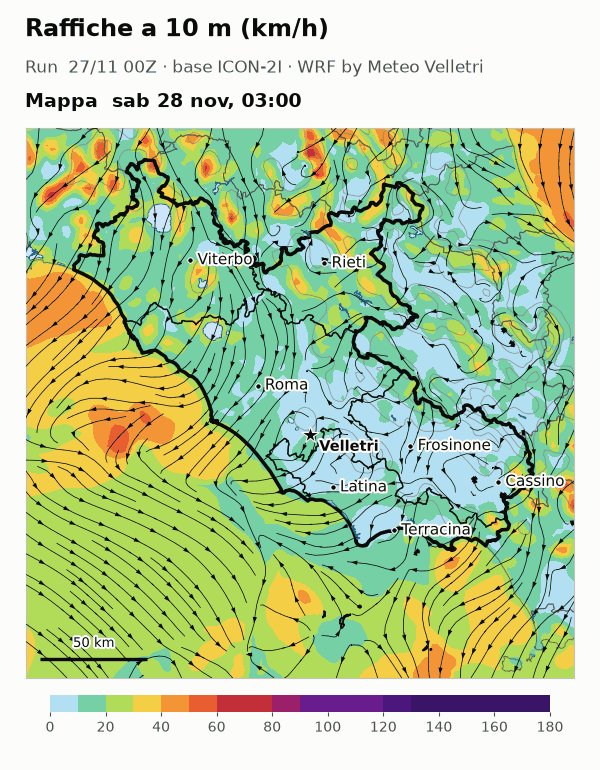 Raffiche a 10 m (km/h)
Run 27/11 00Z · base ICON-2I · WRF by Meteo Velletri
Mappa sab 28 nov, 03:00
Viterbo
Rieti
Roma
Velletri
Frosinone
Latina
Cassino
Terracina
50 km
0 20 40 60 80 100 120 140 160 180